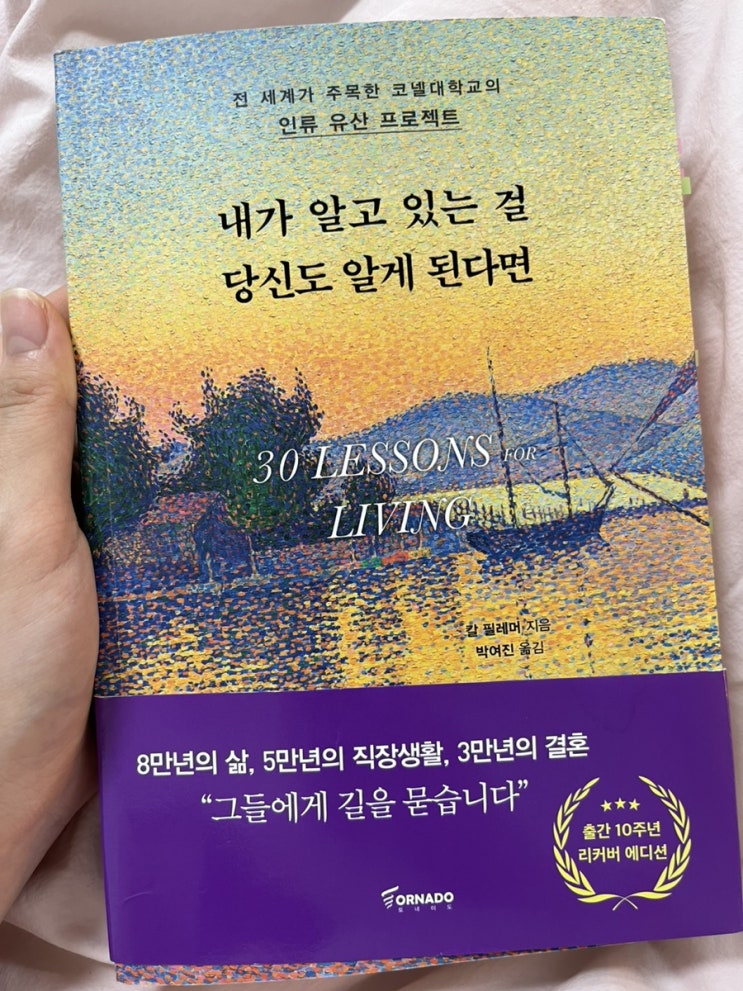 전 세계가 주목한 코넬대학교의
인류 유산 프로젝트
내가 알고 있는 걸
당신도 알게 된다면
30 LESSONS FOR
LIVING
칼 필레머 지음
박여진 옮김
8만년의 삶, 5만년의 직장생활, 3만년의 결혼
“그들에게 길을 묻습니다”
출간 10주년
리커버 에디션
TORNADO
토네이도